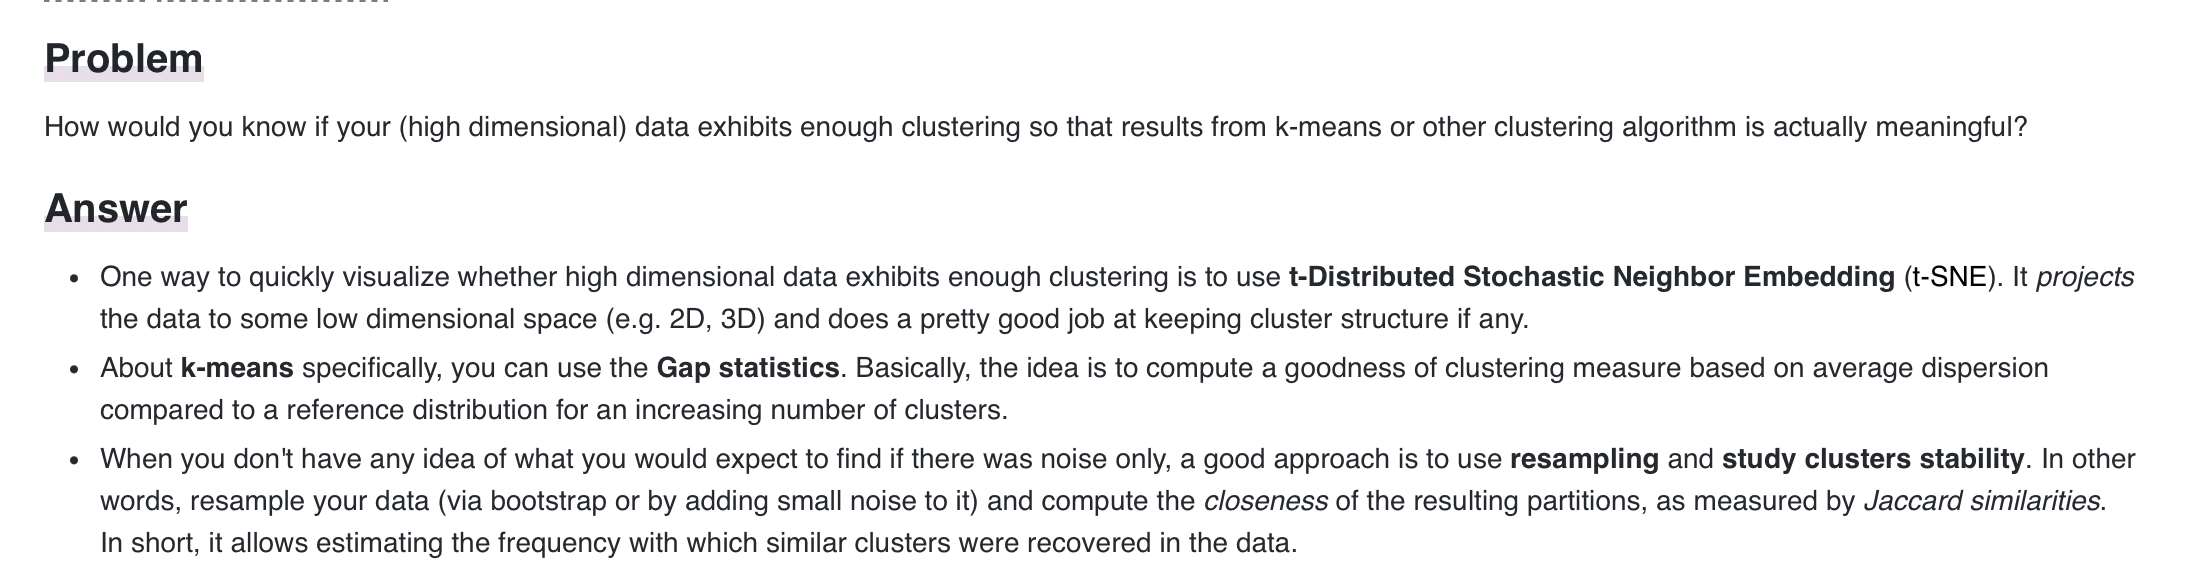 Problem
How would you know if your (high dimensional) data exhibits enough clustering so that results from k-means or other clustering algorithm is actually meaningful?
Answer
• One way to quickly visualize whether high dimensional data exhibits enough clustering is to use t-Distributed Stochastic Neighbor Embedding (t-SNE). It projects
the data to some low dimensional space (e.g. 2D, 3D) and does a pretty good job at keeping cluster structure if any.
• About k-means specifically, you can use the Gap statistics. Basically, the idea is to compute a goodness of clustering measure based on average dispersion
compared to a reference distribution for an increasing number of clusters.
• When you don't have any idea of what you would expect to find if there was noise only, a good approach is to use resampling and study clusters stability. In other
words, resample your data (via bootstrap or by adding small noise to it) and compute the closeness of the resulting partitions, as measured by Jaccard similarities.
In short, it allows estimating the frequency with which similar clusters were recovered in the data.